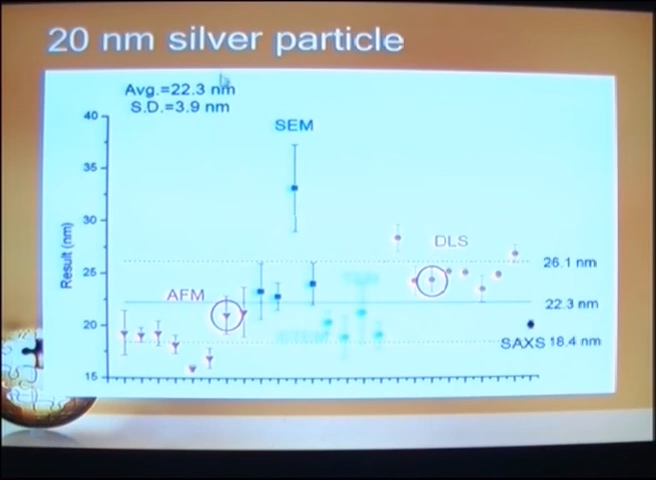 20 nm silver particle
Avg.=22.3 nm
S.D.=3.9 nm
SEM
40
35
30
25
20
15
Result (nm)
AFM
DLS
26.1 nm
22.3 nm
SAXS 18.4 nm